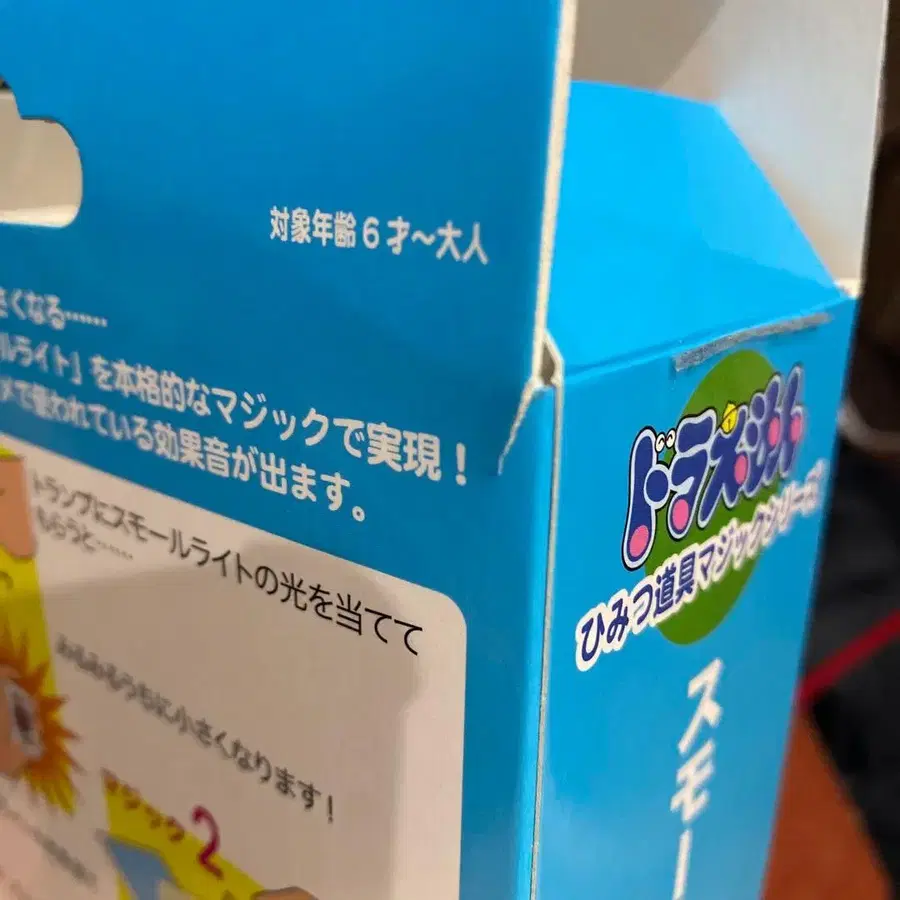 対象年齢6才～大人
さくなる……
ルライト」を本格的なマジックで実現！
で使われている効果音が出ます。
トランプにスモールライトの光を当てて
もらうと……
みるみるうちに小さくなります！
マジック2
ドラえもん
ひみつ道具マジックシリーズ
スモー